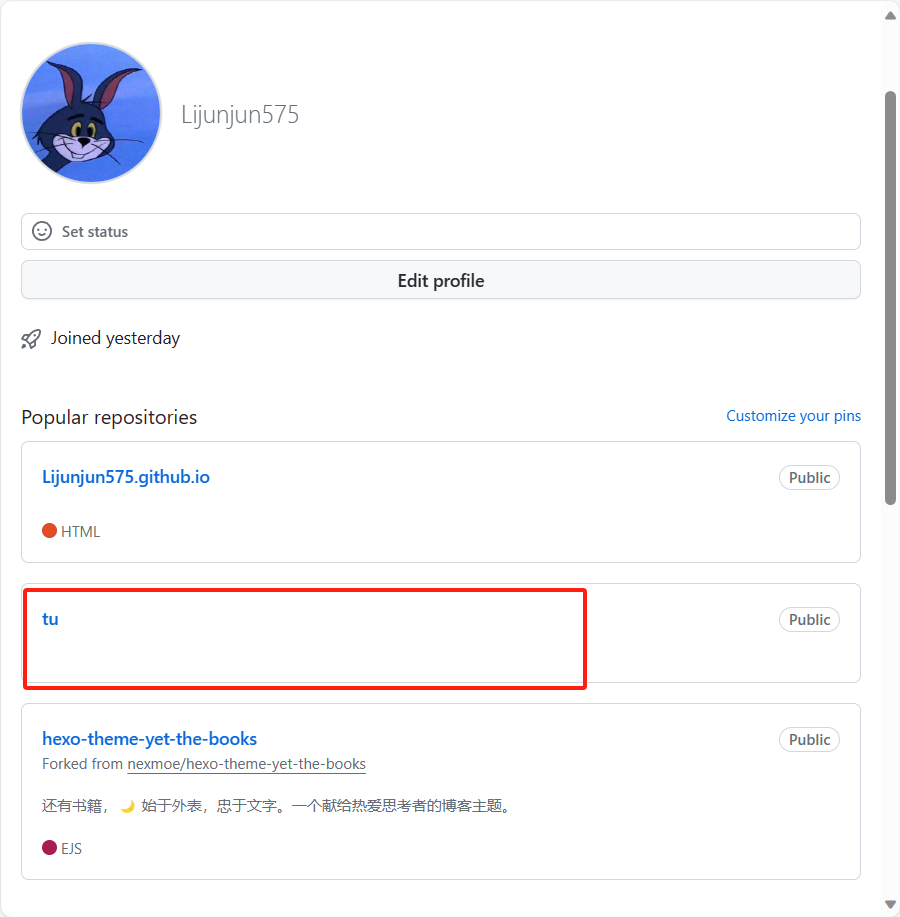 Lijunjun575
Set status
Edit profile
Joined yesterday
Popular repositories
Customize your pins
Lijunjun575.github.io
Public
HTML
tu
Public
hexo-theme-yet-the-books
Public
Forked from nexmoe/hexo-theme-yet-the-books
还有书籍，🌙 始于外表，忠于文字。一个献给热爱思考者的博客主题。
EJS